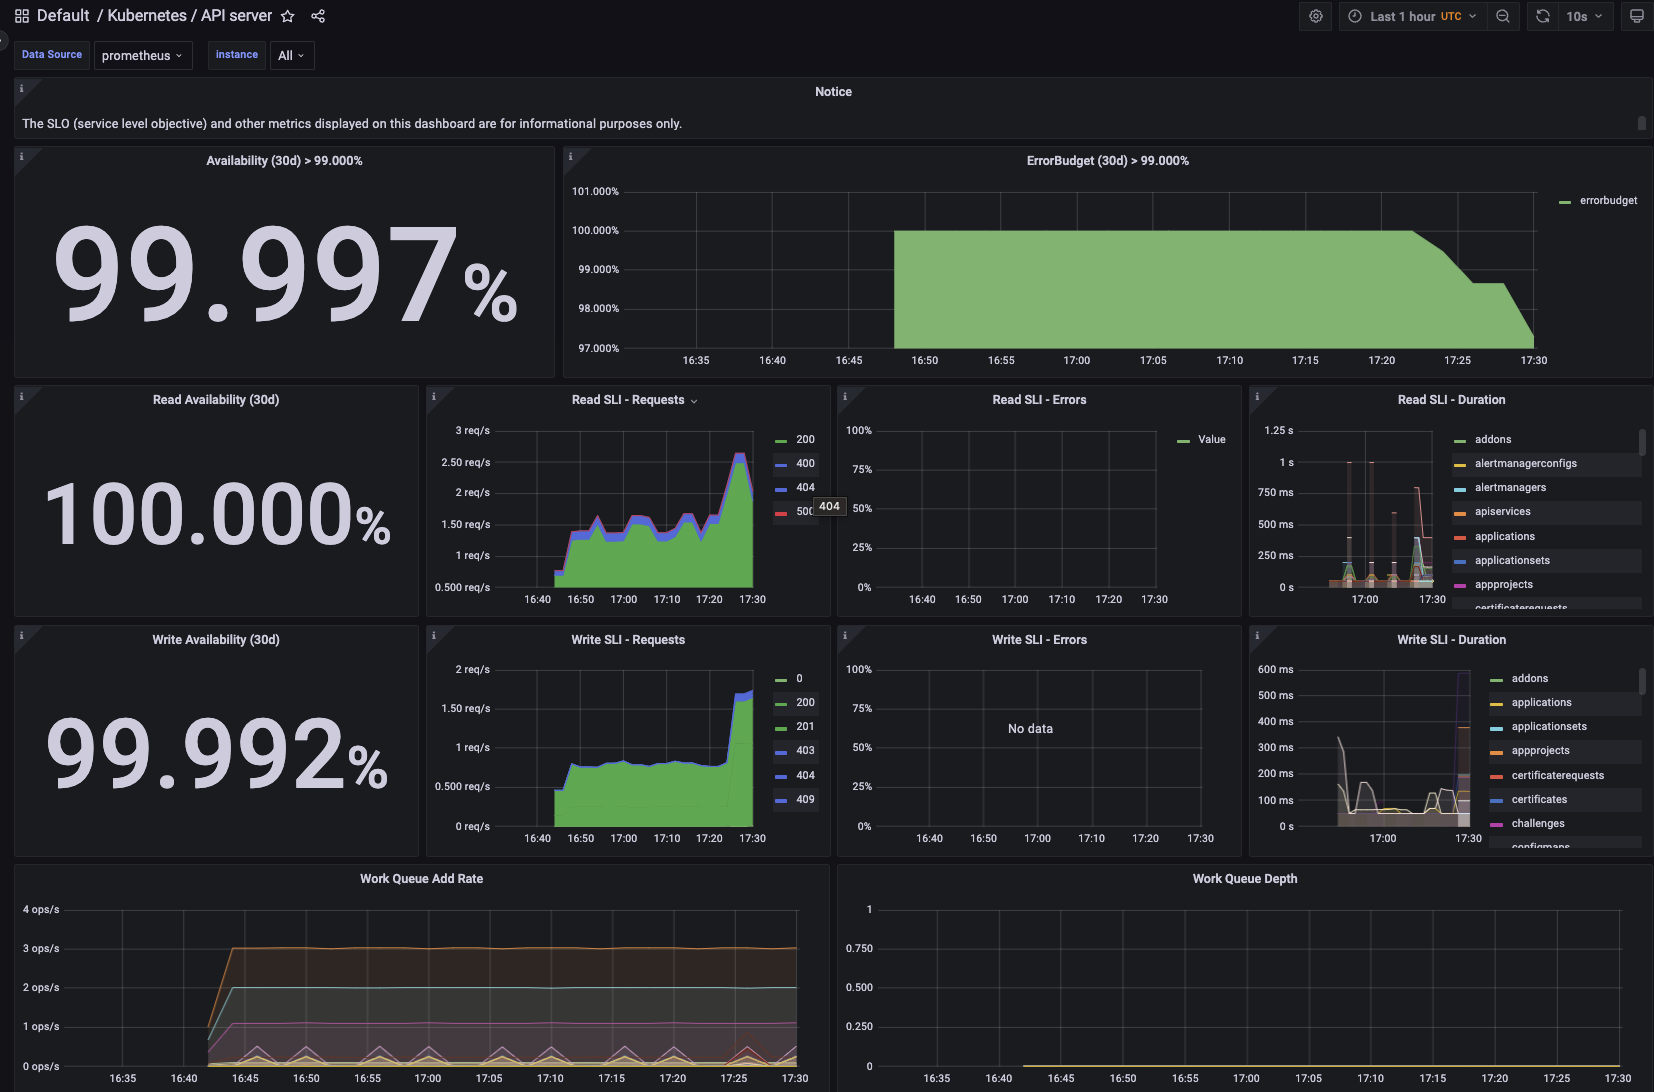 Default / Kubernetes / API server
Last 1 hour UTC
10s
Data Source
prometheus
instance
All
Notice
The SLO (service level objective) and other metrics displayed on this dashboard are for informational purposes only.
Availability (30d) > 99.000%
99.997%
ErrorBudget (30d) > 99.000%
101.000%
100.000%
99.000%
98.000%
97.000%
16:35 16:40 16:45 16:50 16:55 17:00 17:05 17:10 17:15 17:20 17:25 17:30
errorbudget
Read Availability (30d)
100.000%
Read SLI - Requests
3 req/s
2.50 req/s
2 req/s
1.50 req/s
1 req/s
0.500 req/s
16:40 16:50 17:00 17:10 17:20 17:30
200
400
404
500
404
Read SLI - Errors
100%
75%
50%
25%
0%
16:40 16:50 17:00 17:10 17:20 17:30
Value
Read SLI - Duration
1.25 s
1 s
750 ms
500 ms
250 ms
0 s
17:00 17:30
addons
alertmanagerconfigs
alertmanagers
apiservices
applications
applicationsets
appprojects
certificaterequests
Write Availability (30d)
99.992%
Write SLI - Requests
2 req/s
1.50 req/s
1 req/s
0.500 req/s
0 req/s
16:40 16:50 17:00 17:10 17:20 17:30
0
200
201
403
404
409
Write SLI - Errors
100%
75%
50%
25%
0%
No data
16:40 16:50 17:00 17:10 17:20 17:30
Write SLI - Duration
600 ms
500 ms
400 ms
300 ms
200 ms
100 ms
0 s
17:00 17:30
addons
applications
applicationsets
appprojects
certificaterequests
certificates
challenges
configmaps
Work Queue Add Rate
4 ops/s
3 ops/s
2 ops/s
1 ops/s
0 ops/s
16:35 16:40 16:45 16:50 16:55 17:00 17:05 17:10 17:15 17:20 17:25 17:30
Work Queue Depth
1
0.750
0.500
0.250
0
16:35 16:40 16:45 16:50 16:55 17:00 17:05 17:10 17:15 17:20 17:25 17:30